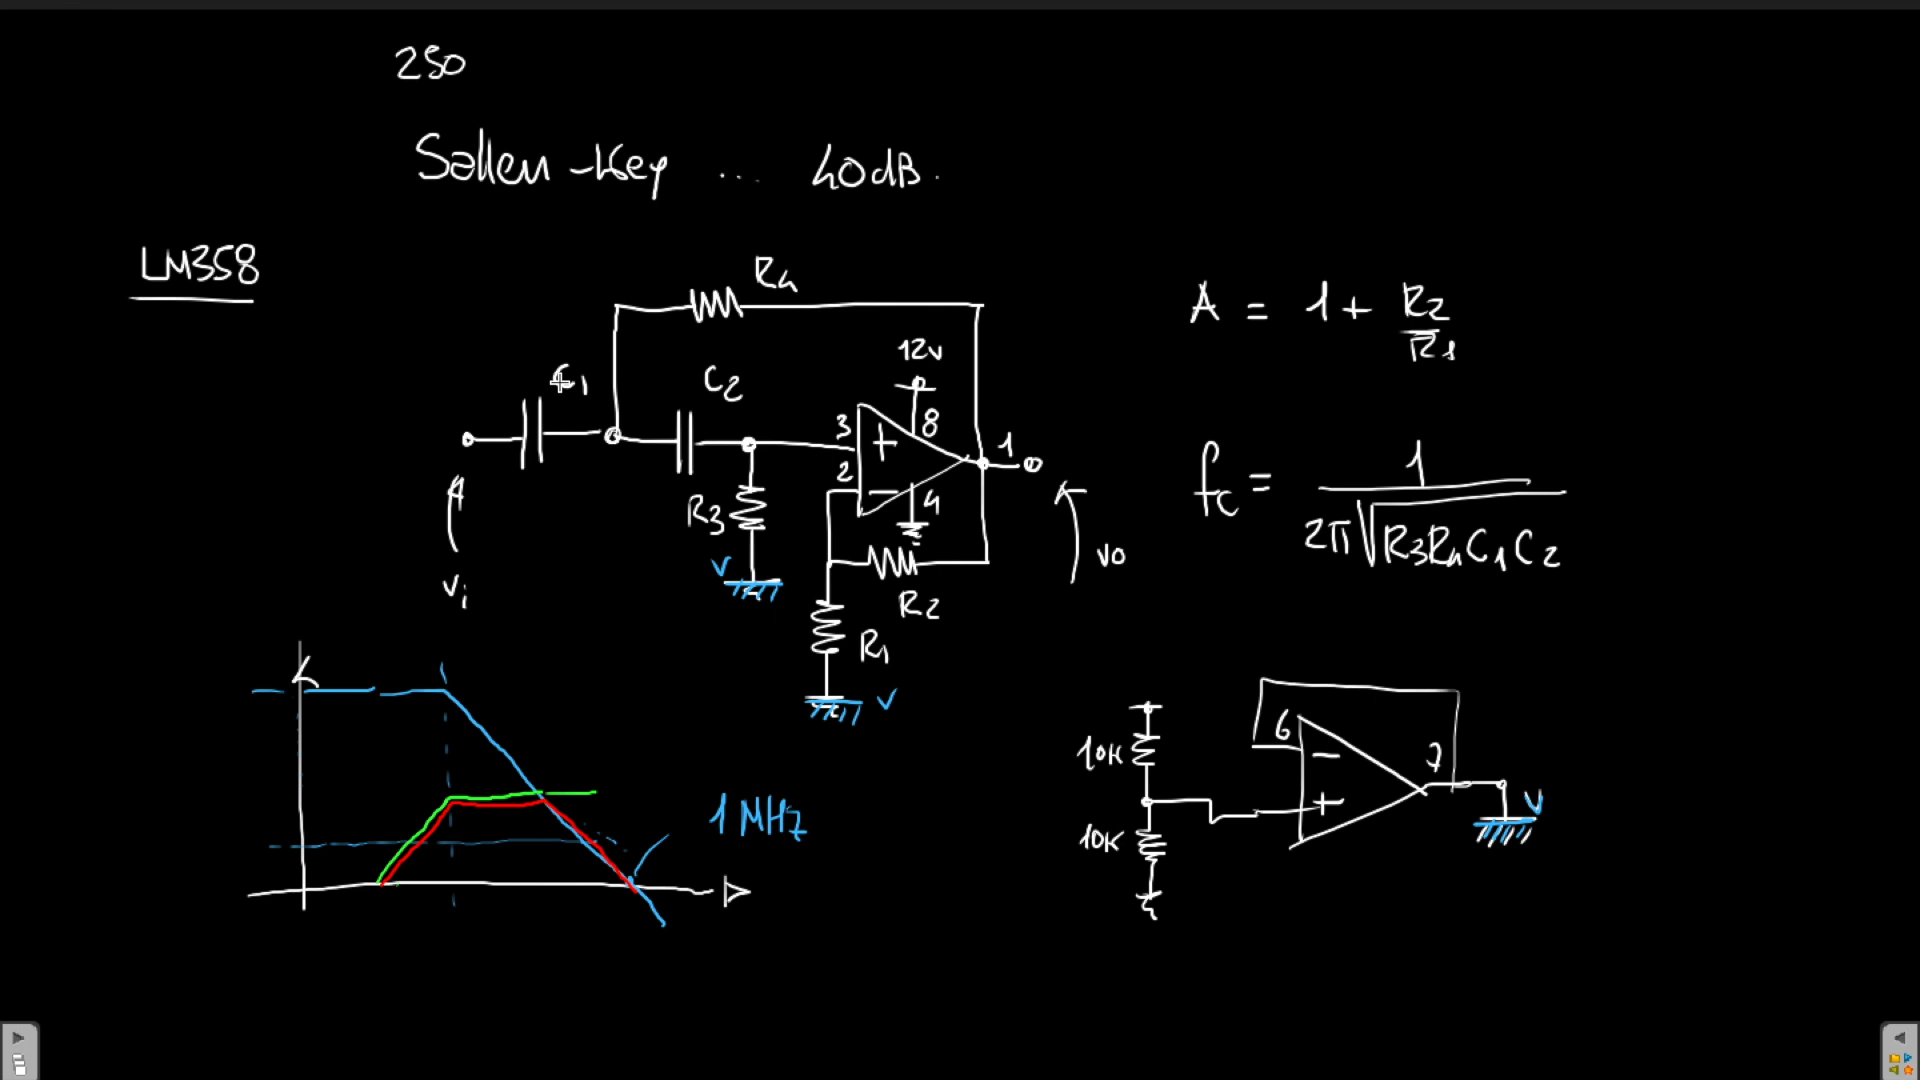 250
Sallen-Key ... 40dB.
LM358
R4
A = 1 + R2/R1
12v
C1
C2
3
8
+
1
2
−
4
R3
fc = 1/2π√R3R4C1C2
v
vo
vi
R2
R1
v
6
7
10K
−
+
v
1 MHz
10K